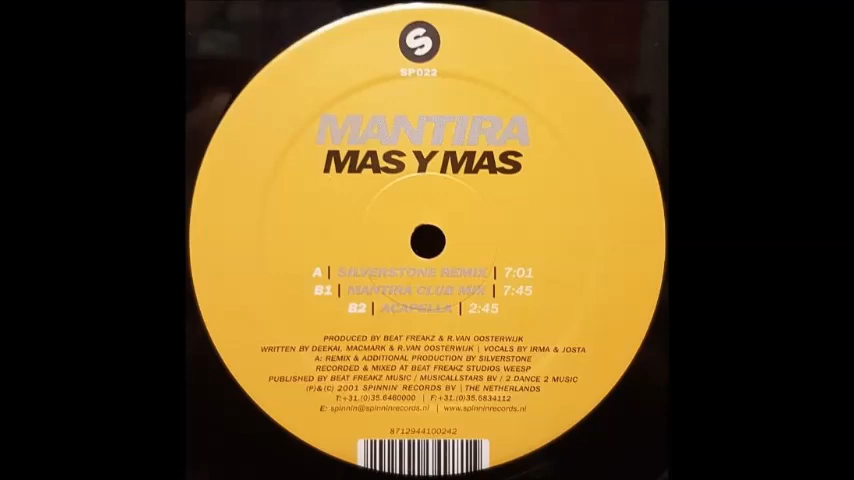 S
SP022
MANTIRA
MAS Y MAS
A | SILVERSTONE REMIX | 7:01
B1 | MANTIRA CLUB MIX | 7:45
B2 | ACAPELLA | 2:45
PRODUCED BY BEAT FREAKZ & R.VAN OOSTERWIJK
WRITTEN BY DEEKAI, MACMARK & R.VAN OOSTERWIJK | VOCALS BY IRMA & JOSTA
A: REMIX & ADDITIONAL PRODUCTION BY SILVERSTONE
RECORDED & MIXED AT BEAT FREAKZ STUDIOS WEESP
PUBLISHED BY BEAT FREAKZ MUSIC / MUSICALLSTARS BV / 2 DANCE 2 MUSIC
(P)&(C) 2001 SPINNIN' RECORDS BV | THE NETHERLANDS
T:+31.(0)35.6460000 | F:+31.(0)35.6834112
E: spinnin@spinninrecords.nl | www.spinninrecords.nl
8712944100242